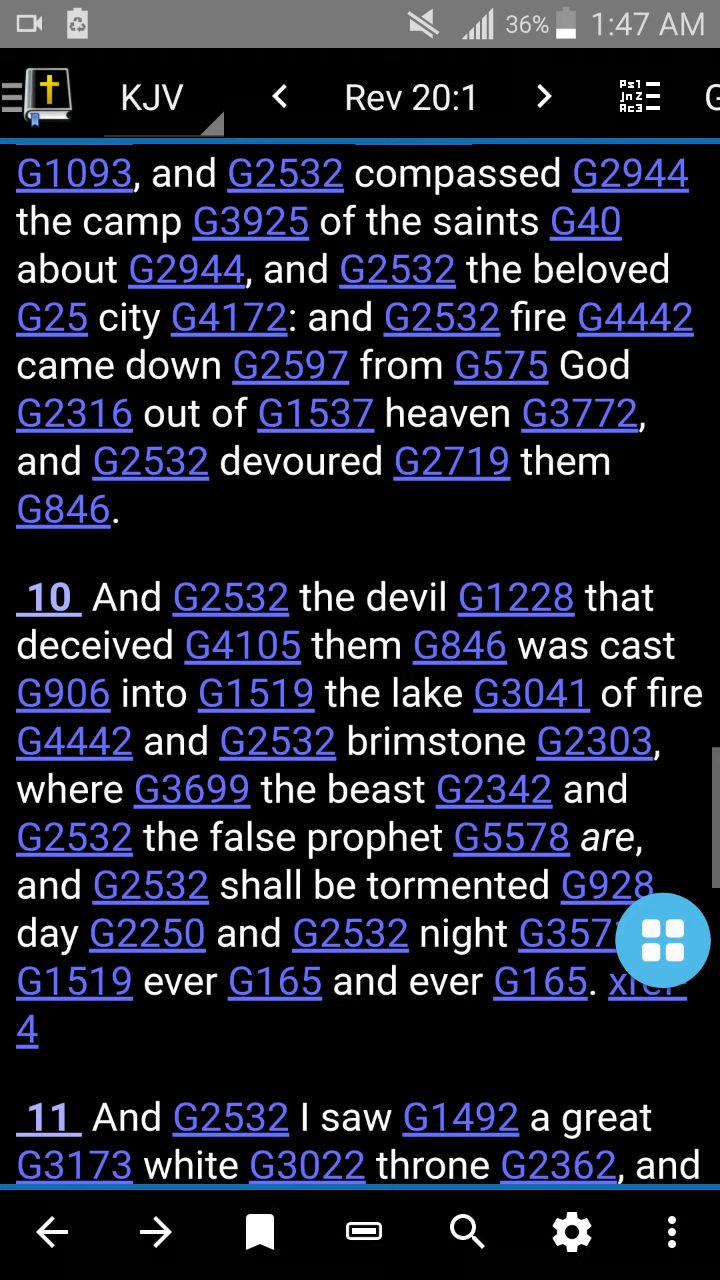 36% 1:47 AM
KJV Rev 20:1
G1093, and G2532 compassed G2944
the camp G3925 of the saints G40
about G2944, and G2532 the beloved
G25 city G4172: and G2532 fire G4442
came down G2597 from G575 God
G2316 out of G1537 heaven G3772,
and G2532 devoured G2719 them
G846.
10 And G2532 the devil G1228 that
deceived G4105 them G846 was cast
G906 into G1519 the lake G3041 of fire
G4442 and G2532 brimstone G2303,
where G3699 the beast G2342 and
G2532 the false prophet G5578 are,
and G2532 shall be tormented G928
day G2250 and G2532 night
G1519 ever G165 and ever G165.
4
11 And G2532 I saw G1492 a great
G3173 white G3022 throne G2362, and